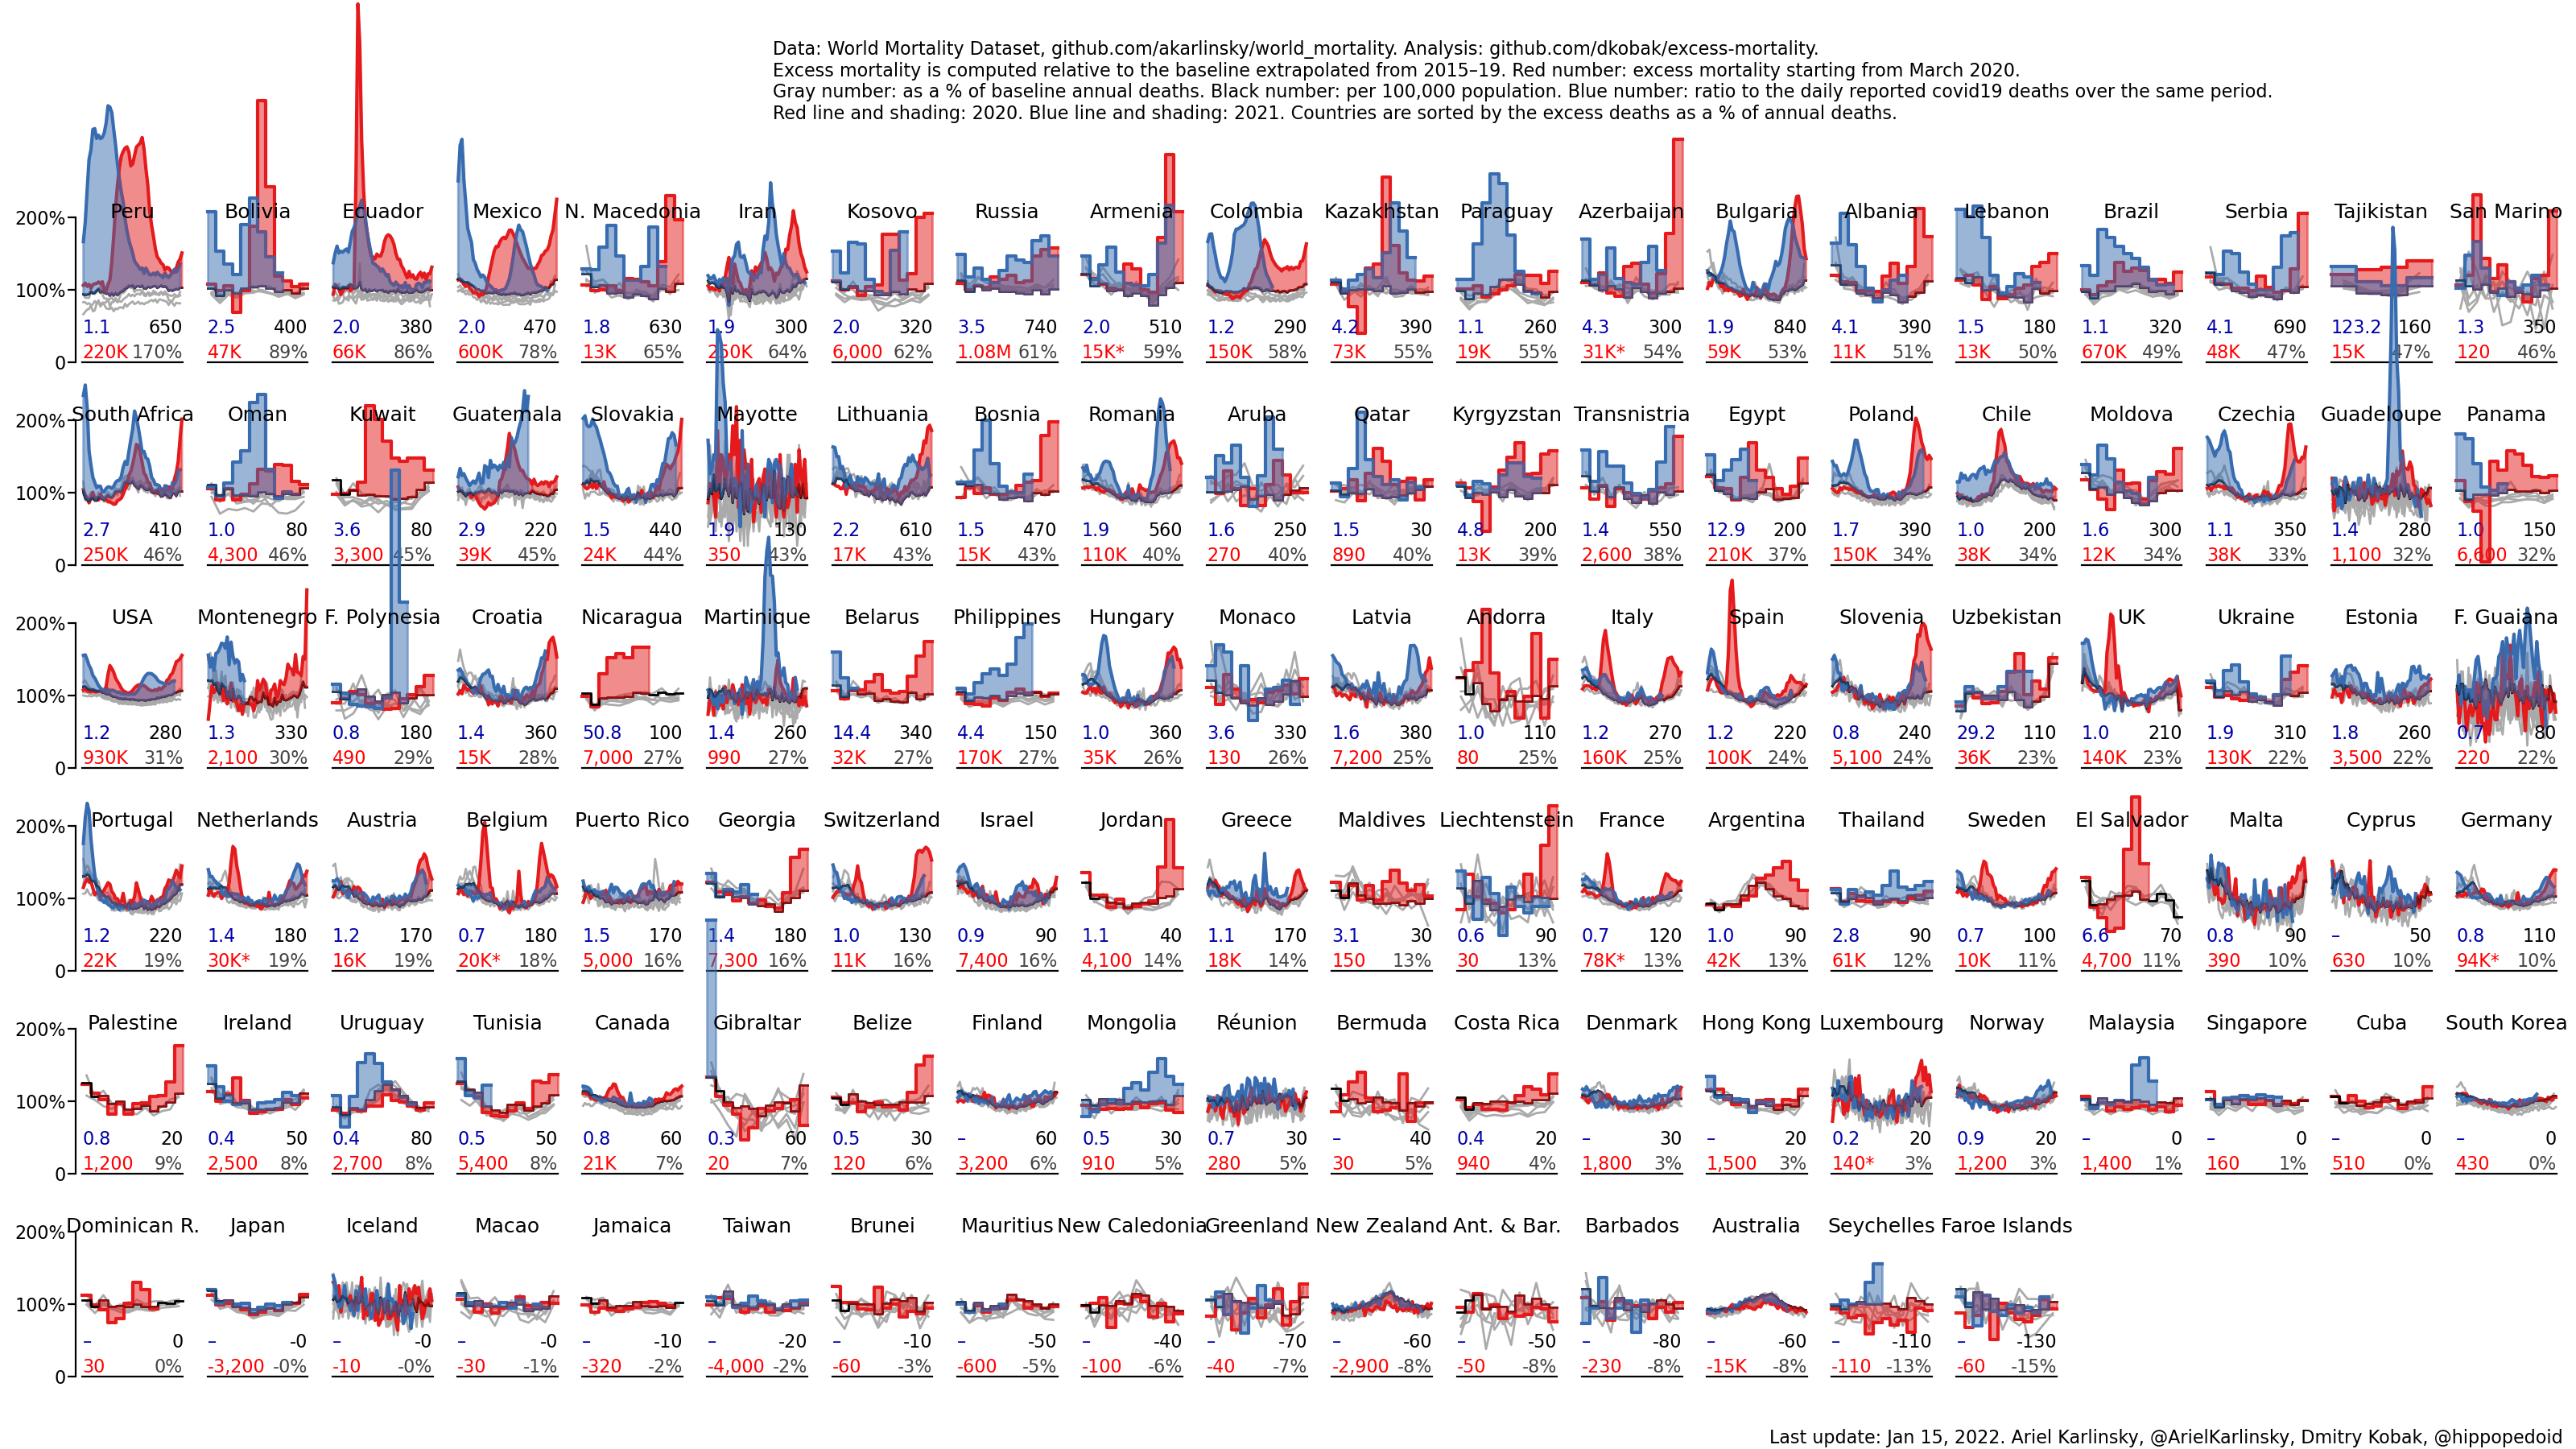 Data: World Mortality Dataset, github.com/akarlinsky/world_mortality. Analysis: github.com/dkobak/excess-mortality.
Excess mortality is computed relative to the baseline extrapolated from 2015–19. Red number: excess mortality starting from March 2020.
Gray number: as a % of baseline annual deaths. Black number: per 100,000 population. Blue number: ratio to the daily reported covid19 deaths over the same period.
Red line and shading: 2020. Blue line and shading: 2021. Countries are sorted by the excess deaths as a % of annual deaths.
200% Peru Bolivia Ecuador Mexico N. Macedonia Iran Kosovo Russia Armenia Colombia Kazakhstan Paraguay Azerbaijan Bulgaria Albania Lebanon Brazil Serbia Tajikistan San Marino
100%
1.1 650 2.5 400 2.0 380 2.0 470 1.8 630 1.9 300 2.0 320 3.5 740 2.0 510 1.2 290 4.2 390 1.1 260 4.3 300 1.9 840 4.1 390 1.5 180 1.1 320 4.1 690 123.2 160 1.3 350
220K 170% 47K 89% 66K 86% 600K 78% 13K 65% 250K 64% 6,000 62% 1.08M 61% 15K* 59% 150K 58% 73K 55% 19K 55% 31K* 54% 59K 53% 11K 51% 13K 50% 670K 49% 48K 47% 15K 47% 120 46%
0
200% South Africa Oman Kuwait Guatemala Slovakia Mayotte Lithuania Bosnia Romania Aruba Qatar Kyrgyzstan Transnistria Egypt Poland Chile Moldova Czechia Guadeloupe Panama
100%
2.7 410 1.0 80 3.6 80 2.9 220 1.5 440 1.9 130 2.2 610 1.5 470 1.9 560 1.6 250 1.5 30 4.8 200 1.4 550 12.9 200 1.7 390 1.0 200 1.6 300 1.1 350 1.4 280 1.0 150
250K 46% 4,300 46% 3,300 45% 39K 45% 24K 44% 350 43% 17K 43% 15K 43% 110K 40% 270 40% 890 40% 13K 39% 2,600 38% 210K 37% 150K 34% 38K 34% 12K 34% 38K 33% 1,100 32% 6,600 32%
0
200% USA Montenegro F. Polynesia Croatia Nicaragua Martinique Belarus Philippines Hungary Monaco Latvia Andorra Italy Spain Slovenia Uzbekistan UK Ukraine Estonia F. Guaiana
100%
1.2 280 1.3 330 0.8 180 1.4 360 50.8 100 1.4 260 14.4 340 4.4 150 1.0 360 3.6 330 1.6 380 1.0 110 1.2 270 1.2 220 0.8 240 29.2 110 1.0 210 1.9 310 1.8 260 0.7 80
930K 31% 2,100 30% 490 29% 15K 28% 7,000 27% 990 27% 32K 27% 170K 27% 35K 26% 130 26% 7,200 25% 80 25% 160K 25% 100K 24% 5,100 24% 36K 23% 140K 23% 130K 22% 3,500 22% 220 22%
0
200% Portugal Netherlands Austria Belgium Puerto Rico Georgia Switzerland Israel Jordan Greece Maldives Liechtenstein France Argentina Thailand Sweden El Salvador Malta Cyprus Germany
100%
1.2 220 1.4 180 1.2 170 0.7 180 1.5 170 1.4 180 1.0 130 0.9 90 1.1 40 1.1 170 3.1 30 0.6 90 0.7 120 1.0 90 2.8 90 0.7 100 6.6 70 0.8 90 – 50 0.8 110
22K 19% 30K* 19% 16K 19% 20K* 18% 5,000 16% 7,300 16% 11K 16% 7,400 16% 4,100 14% 18K 14% 150 13% 30 13% 78K* 13% 42K 13% 61K 12% 10K 11% 4,700 11% 390 10% 630 10% 94K* 10%
0
200% Palestine Ireland Uruguay Tunisia Canada Gibraltar Belize Finland Mongolia Réunion Bermuda Costa Rica Denmark Hong Kong Luxembourg Norway Malaysia Singapore Cuba South Korea
100%
0.8 20 0.4 50 0.4 80 0.5 50 0.8 60 0.3 60 0.5 30 – 60 0.5 30 0.7 30 – 40 0.4 20 – 30 – 20 0.2 20 0.9 20 – 0 – 0 – 0 – 0
1,200 9% 2,500 8% 2,700 8% 5,400 8% 21K 7% 20 7% 120 6% 3,200 6% 910 5% 280 5% 30 5% 940 4% 1,800 3% 1,500 3% 140* 3% 1,200 3% 1,400 1% 160 1% 510 0% 430 0%
0
200% Dominican R. Japan Iceland Macao Jamaica Taiwan Brunei Mauritius New Caledonia Greenland New Zealand Ant. & Bar. Barbados Australia Seychelles Faroe Islands
100%
– 0 – -0 – -0 – -0 – -10 – -20 – -10 – -50 – -40 – -70 – -60 – -50 – -80 – -60 – -110 – -130
30 0% -3,200 -0% -10 -0% -30 -1% -320 -2% -4,000 -2% -60 -3% -600 -5% -100 -6% -40 -7% -2,900 -8% -50 -8% -230 -8% -15K -8% -110 -13% -60 -15%
0
Last update: Jan 15, 2022. Ariel Karlinsky, @ArielKarlinsky, Dmitry Kobak, @hippopedoid